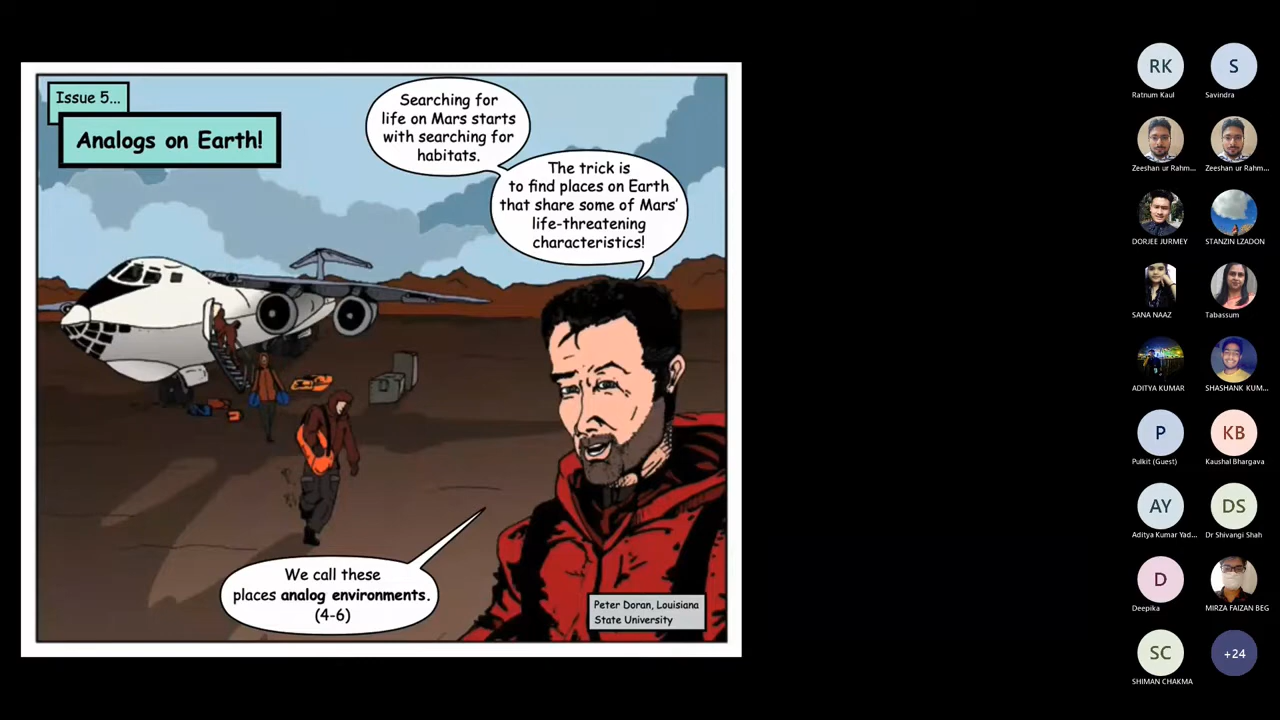 Issue 5...
Analogs on Earth!
Searching for
life on Mars starts
with searching for
habitats.
The trick is
to find places on Earth
that share some of Mars'
life-threatening
characteristics!
We call these
places analog environments.
(4-6)
Peter Doran, Louisiana
State University
RK
Ratnum Kaul
S
Savindra
Zeeshan ur Rahm...
Zeeshan ur Rahm...
DORJEE JURMEY
STANZIN LZADON
SANA NAAZ
Tabassum
ADITYA KUMAR
SHASHANK KUM...
P
Pulkit (Guest)
KB
Kaushal Bhargava
AY
Aditya Kumar Yad...
DS
Dr Shivangi Shah
D
Deepika
MIRZA FAIZAN BEG
SC
SHIMAN CHAKMA
+24